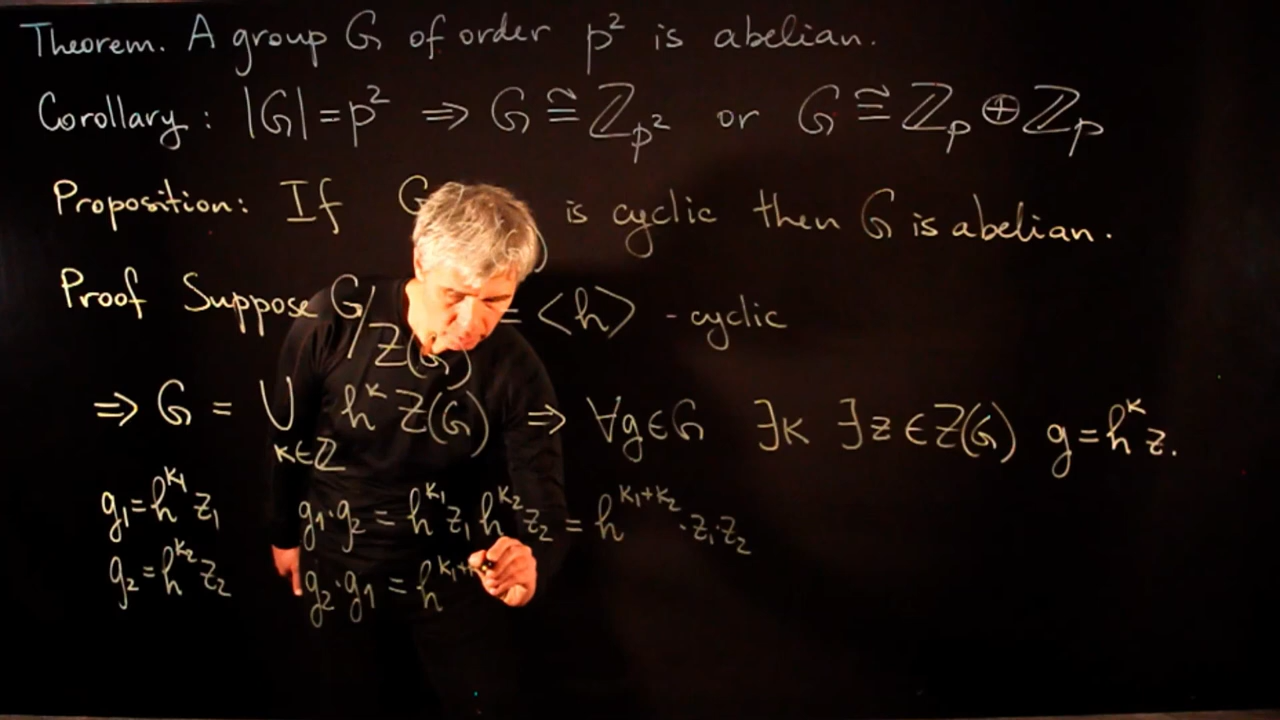 Theorem. A group G of order p² is abelian.
Corollary: |G|=p² ⇒ G ≅ ℤ_p² or G ≅ ℤ_p ⊕ ℤ_p
Proposition: If G is cyclic then G is abelian.
Proof Suppose G/Z(G) = <h> - cyclic
⇒ G = ∪_{k∈ℤ} h^k Z(G) ⇒ ∀g∈G ∃k ∃z∈Z(G) g=h^k z.
g₁=h^k₁ z₁ g₁·g₂ = h^k₁ z₁ h^k₂ z₂ = h^{k₁+k₂}·z₁·z₂
g₂=h^k₂ z₂ g₂·g₁ = h^{k₁+